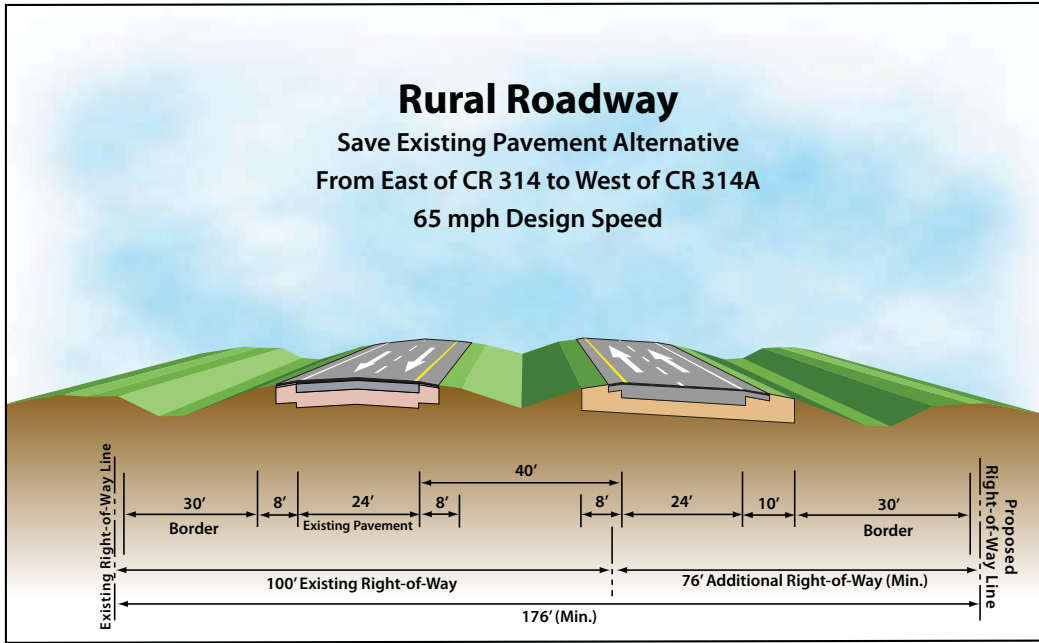 Rural Roadway
Save Existing Pavement Alternative
From East of CR 314 to West of CR 314A
65 mph Design Speed
Existing Right-of-Way Line
40’
30’
8’
24’
8’
8’
24’
10’
30’
Border
Existing Pavement
Border
100’ Existing Right-of-Way
76’ Additional Right-of-Way (Min.)
176’ (Min.)
Proposed
Right-of-Way Line